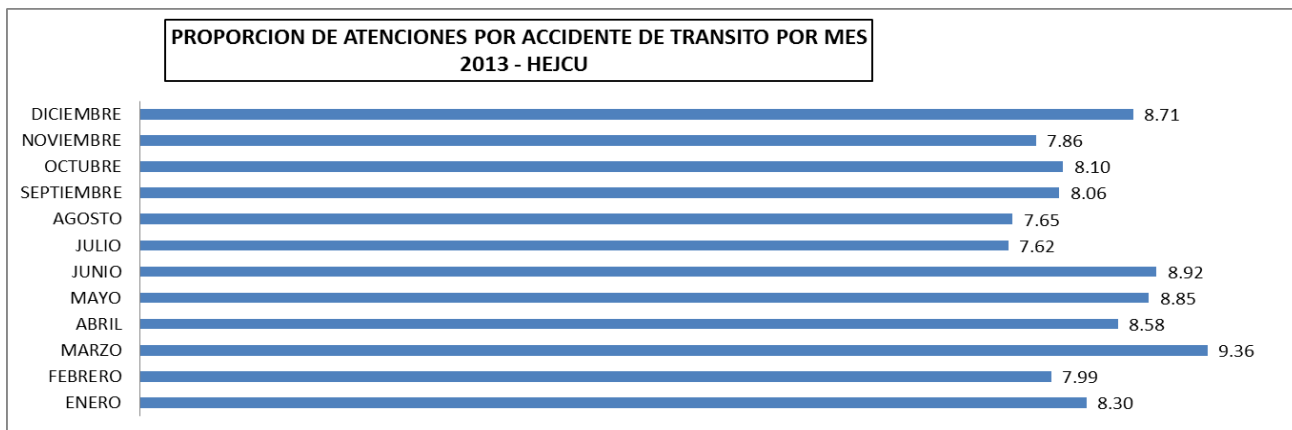 PROPORCION DE ATENCIONES POR ACCIDENTE DE TRANSITO POR MES
2013 - HEJCU
DICIEMBRE 8.71
NOVIEMBRE 7.86
OCTUBRE 8.10
SEPTIEMBRE 8.06
AGOSTO 7.65
JULIO 7.62
JUNIO 8.92
MAYO 8.85
ABRIL 8.58
MARZO 9.36
FEBRERO 7.99
ENERO 8.30